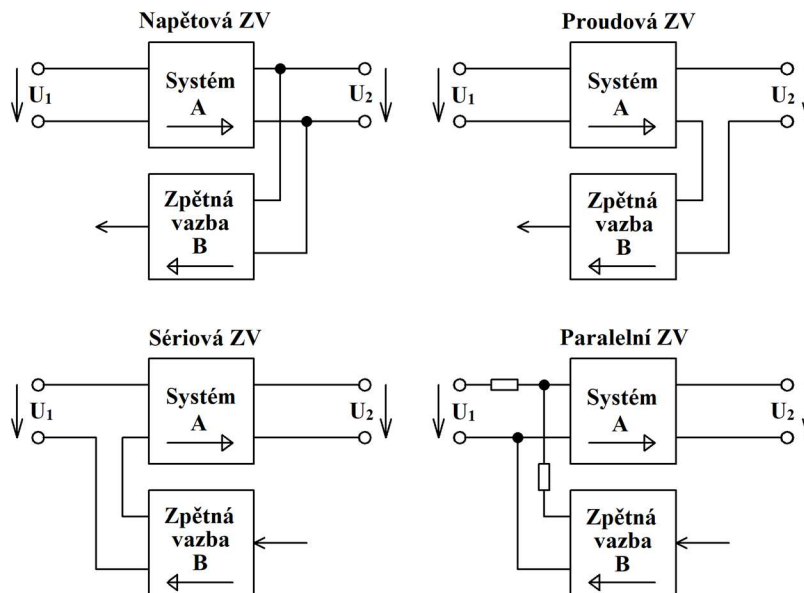 Napětová ZV
U1
Systém
A
U2
Zpětná
vazba
B
Proudová ZV
U1
Systém
A
U2
Zpětná
vazba
B
Sériová ZV
U1
Systém
A
U2
Zpětná
vazba
B
Paralelní ZV
U1
Systém
A
U2
Zpětná
vazba
B